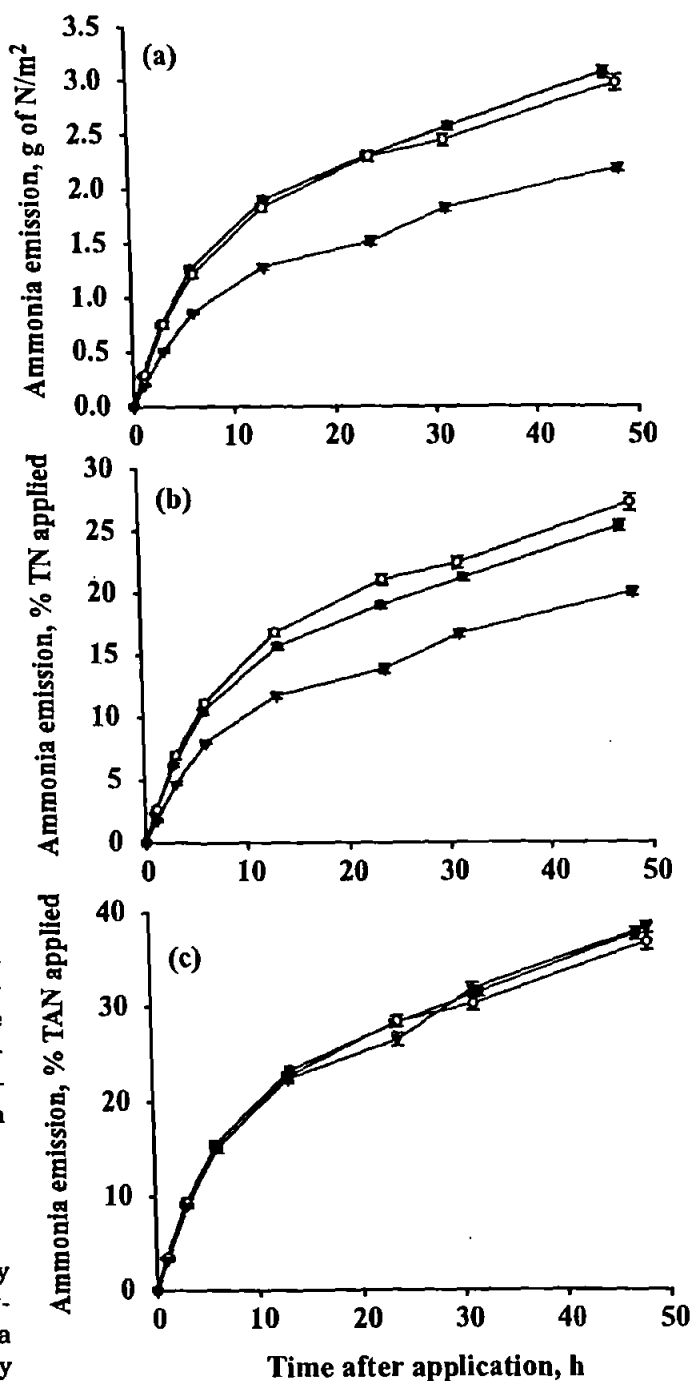 Ammonia emission, g of N/m²
3.5
3.0
2.5
2.0
1.5
1.0
0.5
0.0
(a)
0 10 20 30 40 50
Ammonia emission, % TN applied
30
25
20
15
10
5
0
(b)
0 10 20 30 40 50
Ammonia emission, % TAN applied
40
30
20
10
0
(c)
0 10 20 30 40 50
Time after application, h
y
a
y